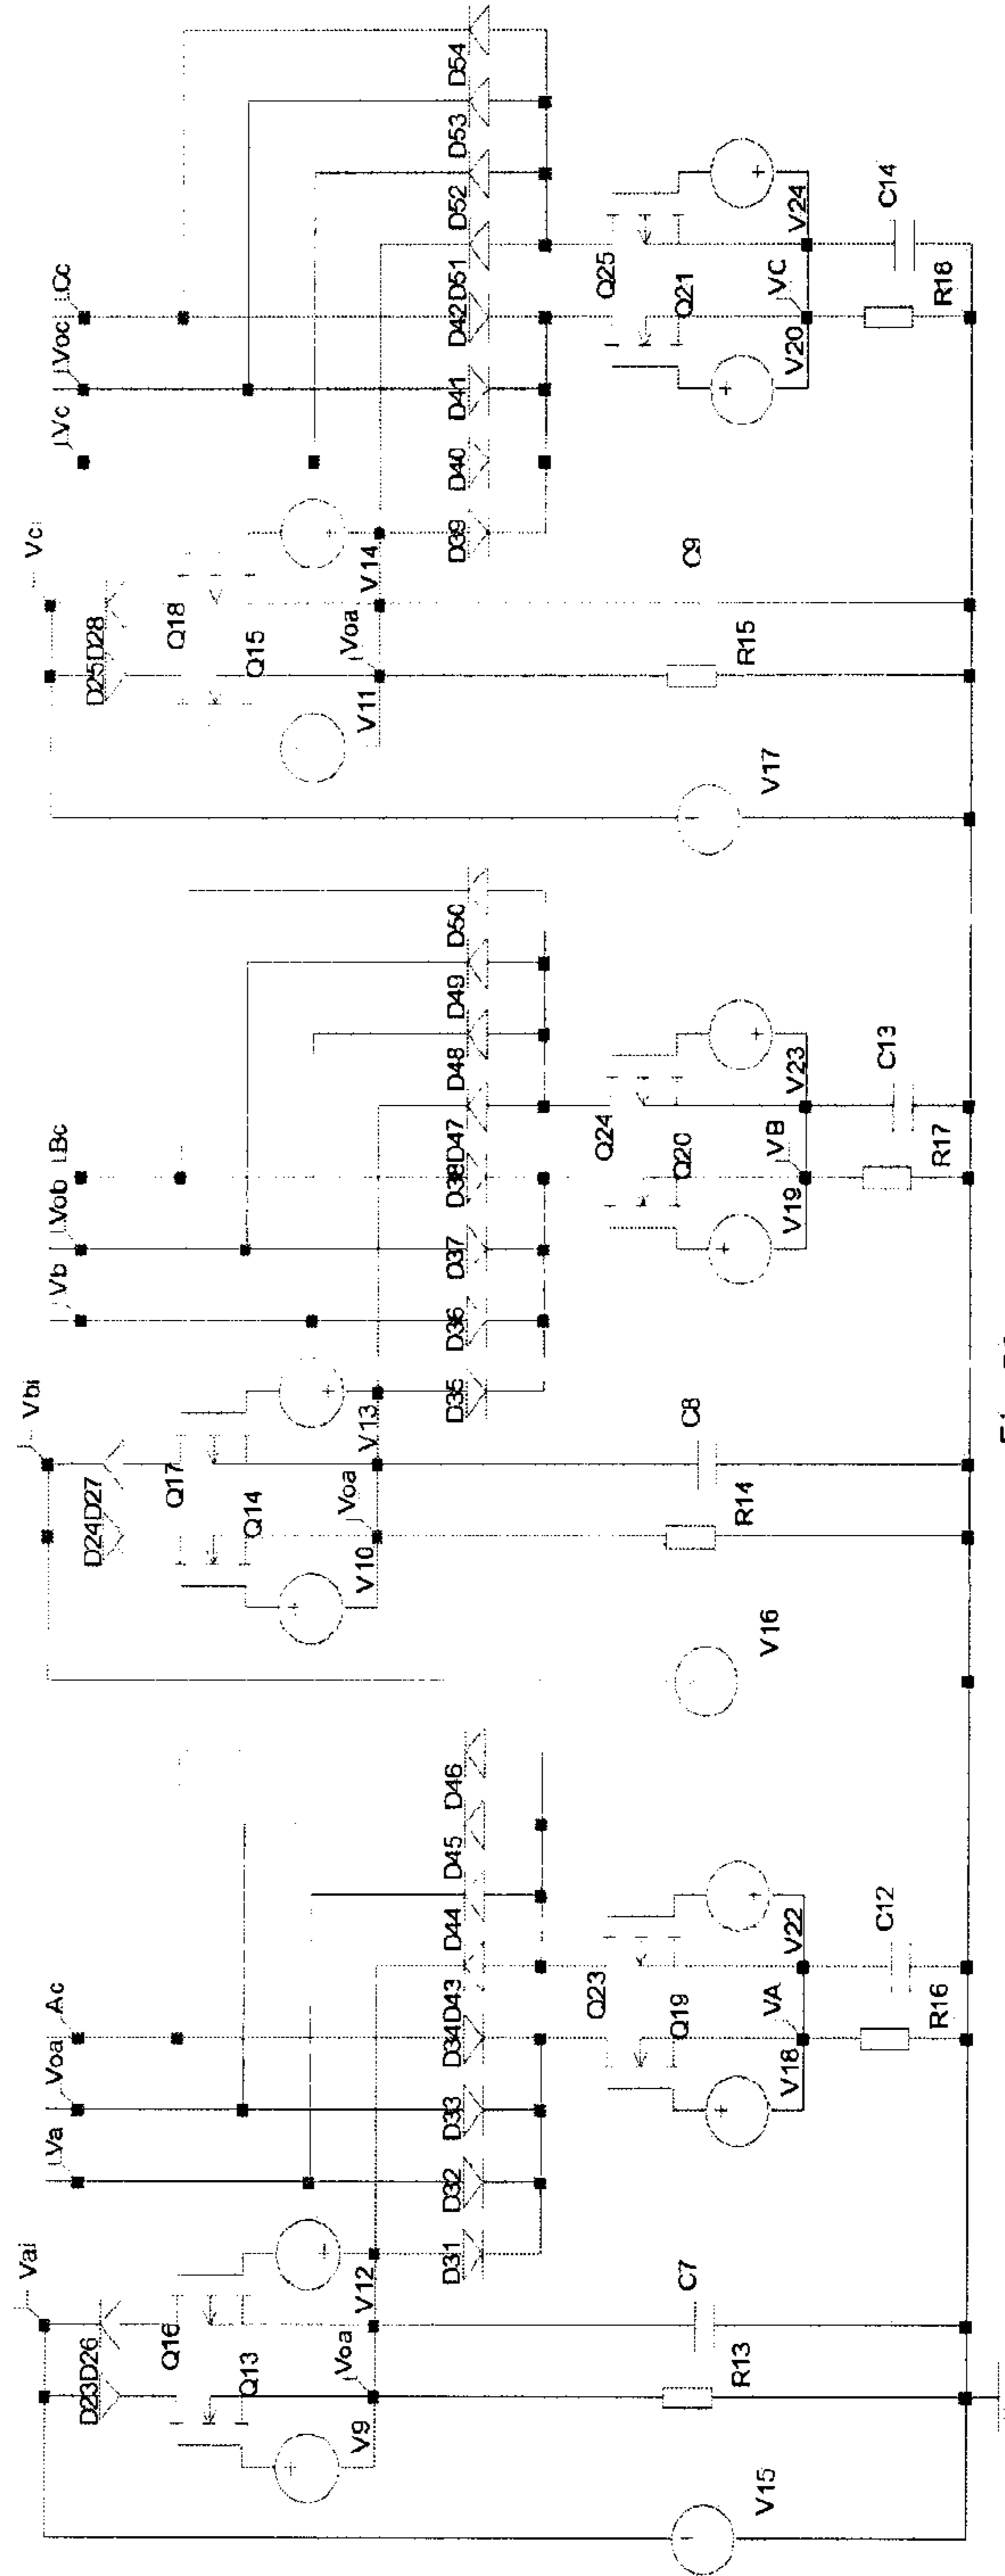 Vai
D23D26
Q16
Q13
V9
Voa
V12
V15
R13
C7
Va
Voa
Ac
D31
D32
D33
D34D43
D44
D45
D46
Q23
Q19
V18
VA
V22
R16
C12
Vbi
D24D27
Q17
Q14
V10
Voa
V13
V16
R14
C8
Vb
Vob
Bc
D35
D36
D37
D38D47
D48
D49
D50
Q24
Q20
V19
VB
V23
R17
C13
Vci
D25D28
Q18
Q15
V11
Voa
V14
V17
R15
C9
Vc
Voc
Cc
D39
D40
D41
D42D51
D52
D53
D54
Q25
Q21
V20
VC
V24
R18
C14